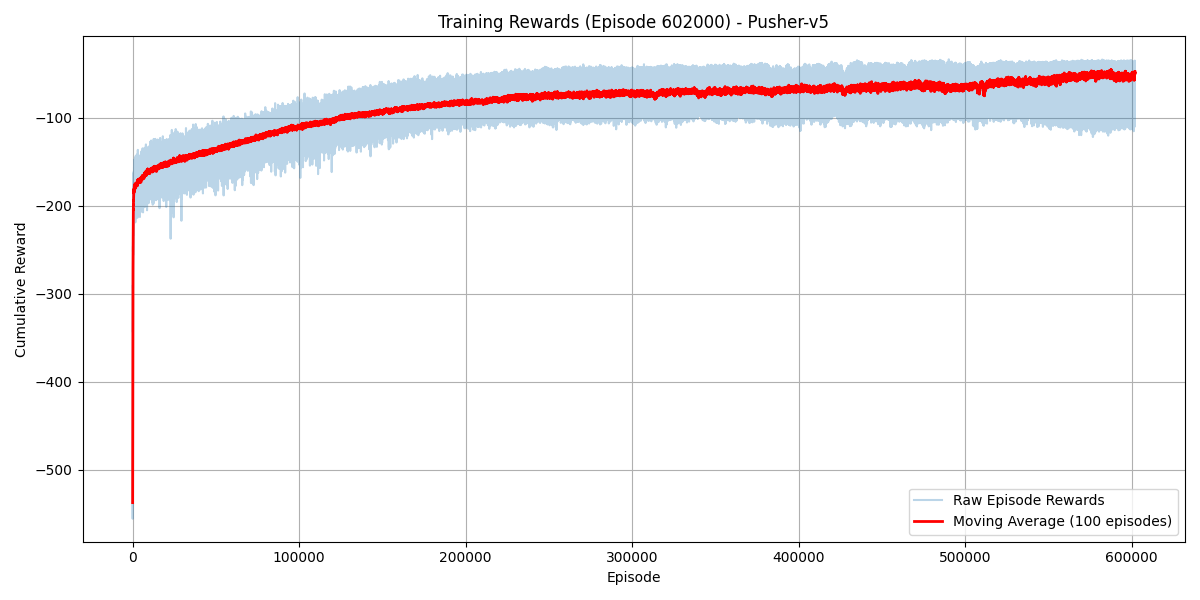 Training Rewards (Episode 602000) - Pusher-v5
Cumulative Reward
−100
−200
−300
−400
−500
0
100000
200000
300000
400000
500000
600000
Episode
Raw Episode Rewards
Moving Average (100 episodes)